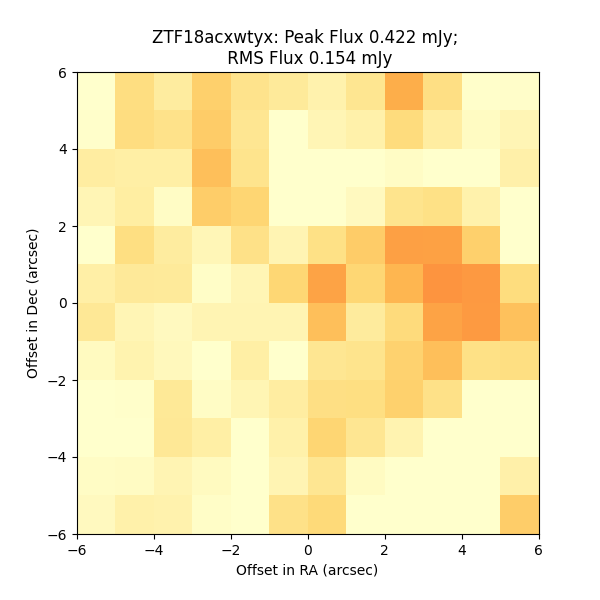 ZTF18acxwtyx: Peak Flux 0.422 mJy;
RMS Flux 0.154 mJy
6
4
2
0
−2
−4
−6
Offset in Dec (arcsec)
−6 −4 −2 0 2 4 6
Offset in RA (arcsec)